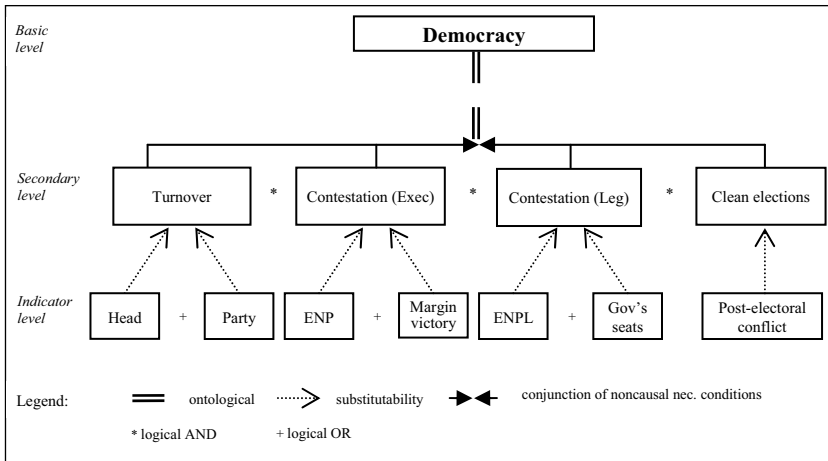 Basic
level
Democracy
Secondary
level
Turnover * Contestation (Exec) * Contestation (Leg) * Clean elections
Indicator
level
Head + Party ENP + Margin
victory
ENPL + Gov's
seats
Post-electoral
conflict
Legend: ontological substitutability conjunction of noncausal nec. conditions
* logical AND + logical OR